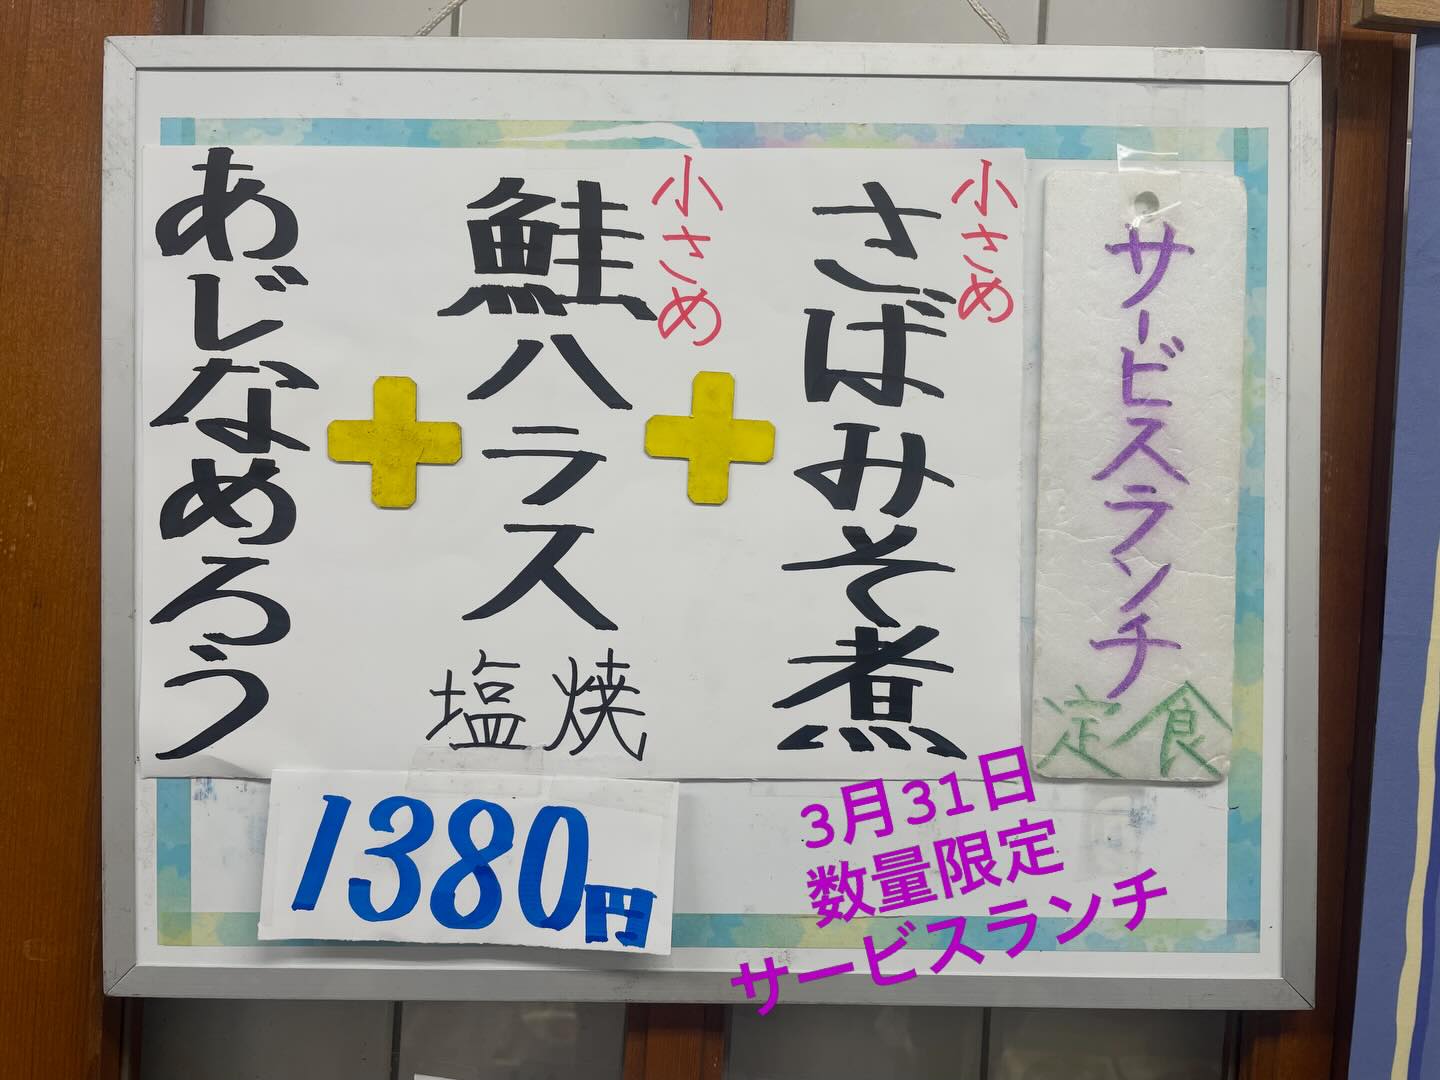 サービスランチ
定食
小さめ
さばみそ煮
小さめ
鮭ハラス
塩焼
あじなめろう
1380円
3月31日
数量限定
サービスランチ